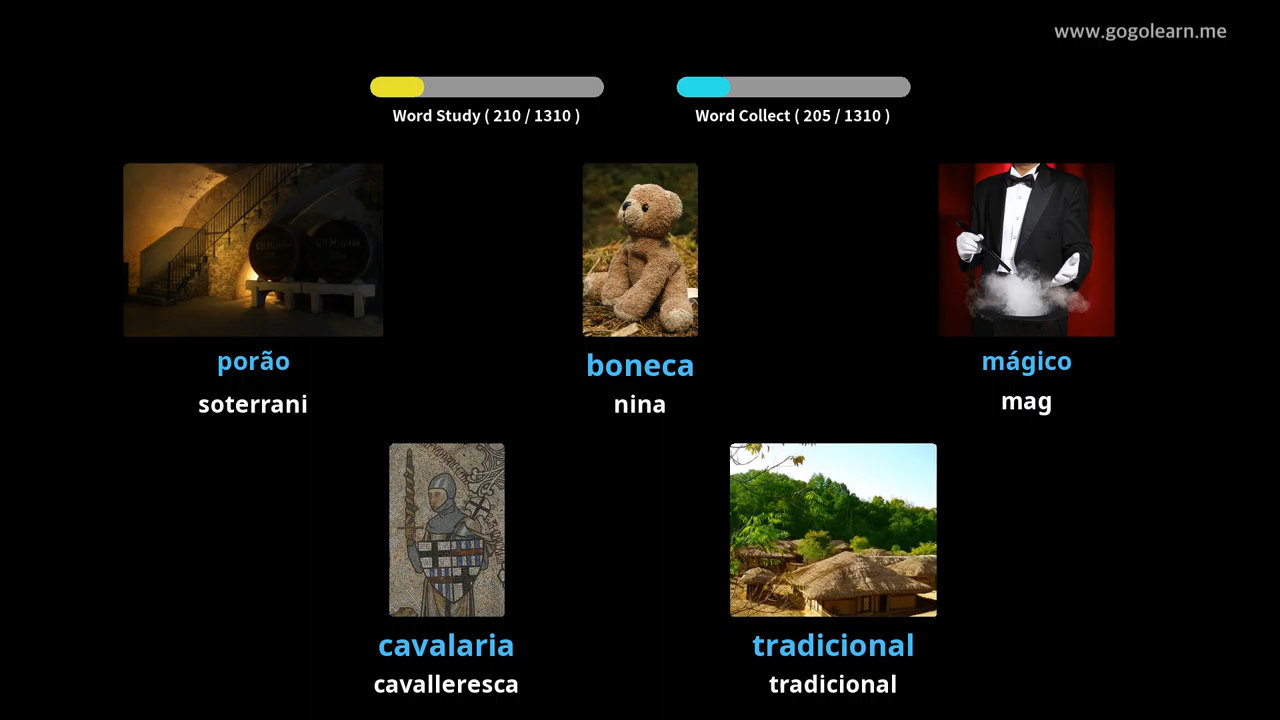 www.gogolearn.me
Word Study ( 210 / 1310 )
Word Collect ( 205 / 1310 )
porão
boneca
mágico
soterrani
nina
mag
cavalaria
tradicional
cavalleresca
tradicional